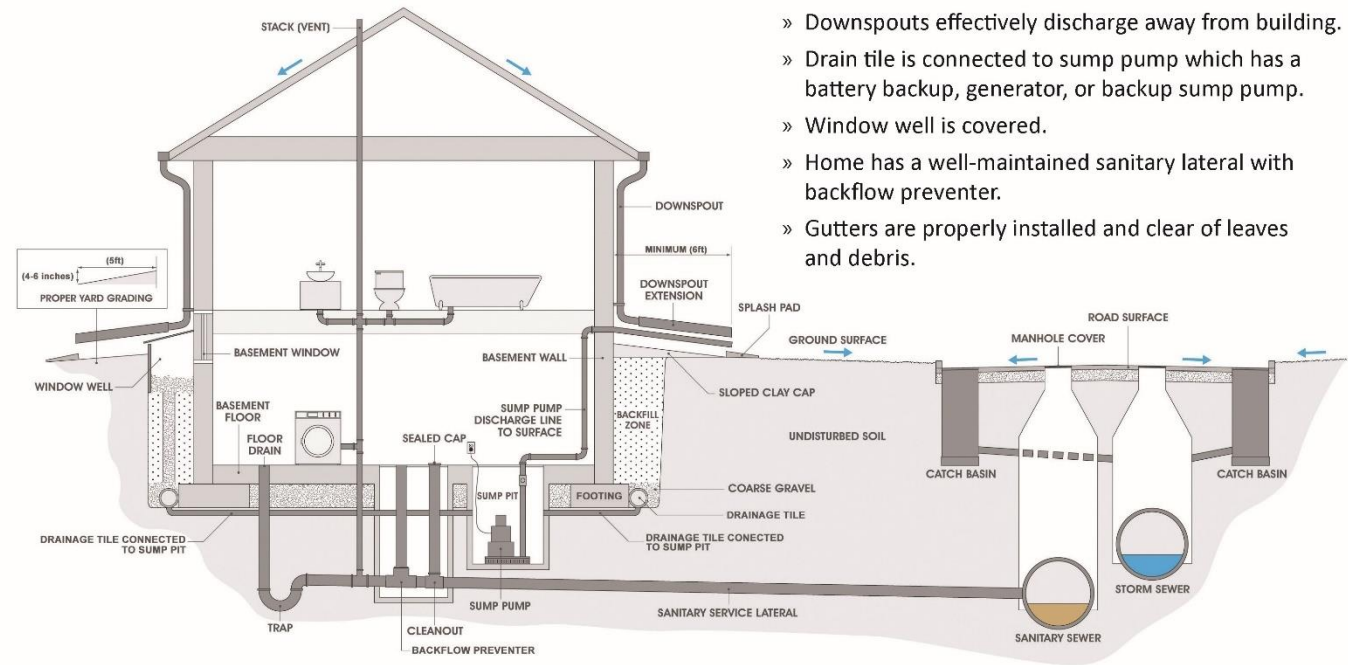 » Downspouts effectively discharge away from building.
» Drain tile is connected to sump pump which has a
battery backup, generator, or backup sump pump.
» Window well is covered.
» Home has a well-maintained sanitary lateral with
backflow preventer.
» Gutters are properly installed and clear of leaves
and debris.
STACK (VENT)
DOWNSPOUT
MINIMUM (6ft)
DOWNSPOUT
EXTENSION
SPLASH PAD
(5ft)
(4-6 inches)
PROPER YARD GRADING
GROUND SURFACE
ROAD SURFACE
MANHOLE COVER
BASEMENT WINDOW
BASEMENT WALL
WINDOW WELL
SLOPED CLAY CAP
BASEMENT
FLOOR
FLOOR
DRAIN
SEALED CAP
SUMP PUMP
DISCHARGE LINE
TO SURFACE
BACKFILL
ZONE
UNDISTURBED SOIL
CATCH BASIN
CATCH BASIN
SUMP PIT
FOOTING
COARSE GRAVEL
DRAINAGE TILE
DRAINAGE TILE CONNECTED
TO SUMP PIT
DRAINAGE TILE CONECTED
TO SUMP PIT
SUMP PUMP
SANITARY SERVICE LATERAL
STORM SEWER
TRAP
CLEANOUT
SANITARY SEWER
BACKFLOW PREVENTER